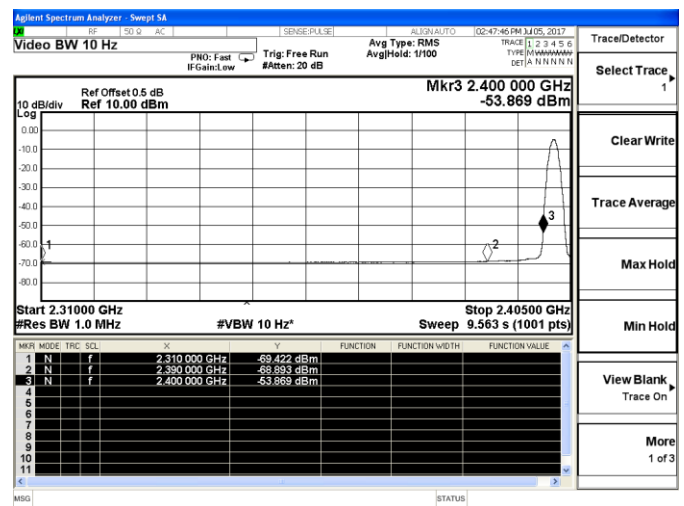 Agilent Spectrum Analyzer - Swept SA
LXI RF 50 Ω AC SENSE:PULSE ALIGN AUTO 02:47:46 PM Jul 05, 2017
Video BW 10 Hz
PNO: Fast
IFGain:Low
Trig: Free Run
#Atten: 20 dB
Avg Type: RMS
Avg|Hold: 1/100
TRACE 1 2 3 4 5 6
TYPE M
DET A N N N N N
Mkr3 2.400 000 GHz
-53.869 dBm
Ref Offset 0.5 dB
10 dB/div Ref 10.00 dBm
Log
0.00
-10.0
-20.0
-30.0
-40.0
-50.0
-60.0
-70.0
-80.0
1
2
3
Start 2.31000 GHz Stop 2.40500 GHz
#Res BW 1.0 MHz #VBW 10 Hz* Sweep 9.563 s (1001 pts)
MKR MODE TRC SCL X Y FUNCTION FUNCTION WIDTH FUNCTION VALUE
1 N f 2.310 000 GHz -69.422 dBm
2 N f 2.390 000 GHz -68.893 dBm
3 N f 2.400 000 GHz -53.869 dBm
4
5
6
7
8
9
10
11
MSG STATUS
Trace/Detector
Select Trace
1
Clear Write
Trace Average
Max Hold
Min Hold
View Blank
Trace On
More
1 of 3